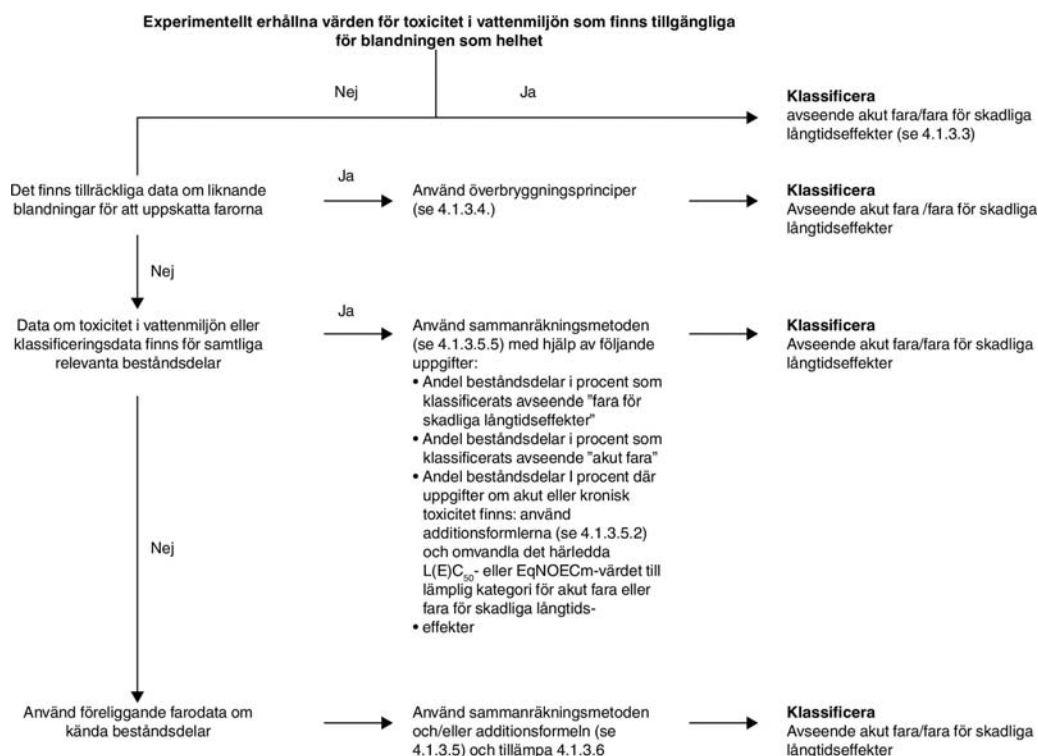 Experimentellt erhållna värden för toxicitet i vattenmiljön som finns tillgängliga
för blandningen som helhet
Nej
Ja
Klassificera
avseende akut fara/fara för skadliga
långtidseffekter (se 4.1.3.3)
Det finns tillräckliga data om liknande
blandningar för att uppskatta farorna
Ja
Använd överbryggningsprinciper
(se 4.1.3.4.)
Klassificera
Avseende akut fara /fara för skadliga
långtidseffekter
Nej
Data om toxicitet i vattenmiljön eller
klassificeringsdata finns för samtliga
relevanta beståndsdelar
Ja
Använd sammanräkningsmetoden
(se 4.1.3.5.5) med hjälp av följande
uppgifter:
• Andel beståndsdelar i procent som
klassificerats avseende ”fara för
skadliga långtidseffekter”
• Andel beståndsdelar i procent som
klassificerats avseende ”akut fara”
• Andel beståndsdelar I procent där
uppgifter om akut eller kronisk
toxicitet finns: använd
additionsformlerna (se 4.1.3.5.2)
och omvandla det härledda
L(E)C₅₀- eller EqNOECm-värdet till
lämplig kategori för akut fara eller
fara för skadliga långtids-
• effekter
Klassificera
Avseende akut fara/fara för skadliga
långtidseffekter
Nej
Använd föreliggande farodata om
kända beståndsdelar
Använd sammanräkningsmetoden
och/eller additionsformeln (se
4.1.3.5) och tillämpa 4.1.3.6
Klassificera
Avseende akut fara/fara för skadliga
långtidseffekter